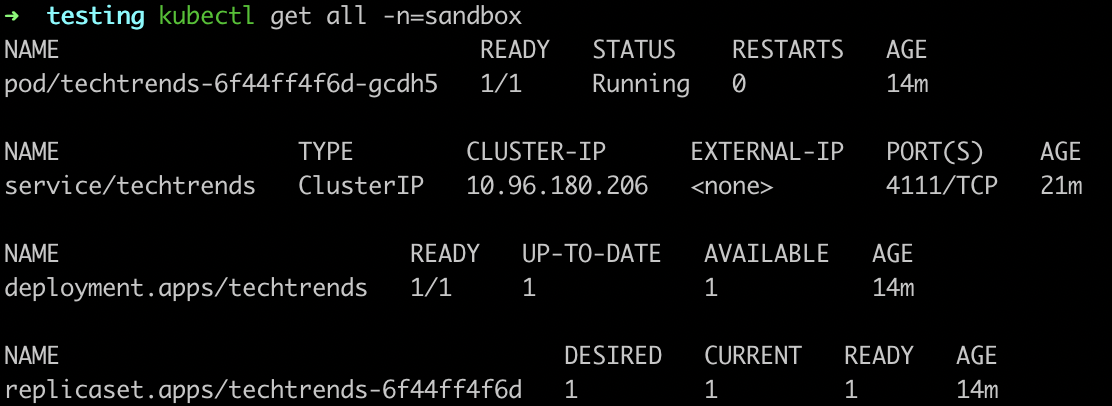 ➜ testing kubectl get all -n=sandbox
NAME READY STATUS RESTARTS AGE
pod/techtrends-6f44ff4f6d-gcdh5 1/1 Running 0 14m
NAME TYPE CLUSTER-IP EXTERNAL-IP PORT(S) AGE
service/techtrends ClusterIP 10.96.180.206 <none> 4111/TCP 21m
NAME READY UP-TO-DATE AVAILABLE AGE
deployment.apps/techtrends 1/1 1 1 14m
NAME DESIRED CURRENT READY AGE
replicaset.apps/techtrends-6f44ff4f6d 1 1 1 14m